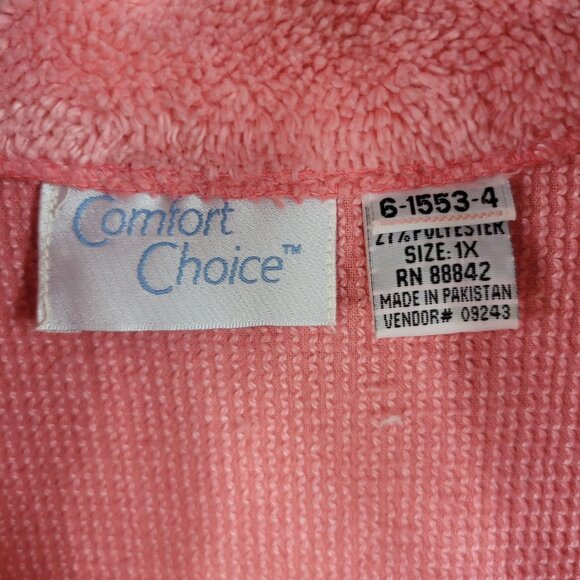 Comfort
Choice™
6-1553-4
27% POLYESTER
SIZE: 1X
RN 88842
MADE IN PAKISTAN
VENDOR# 09243